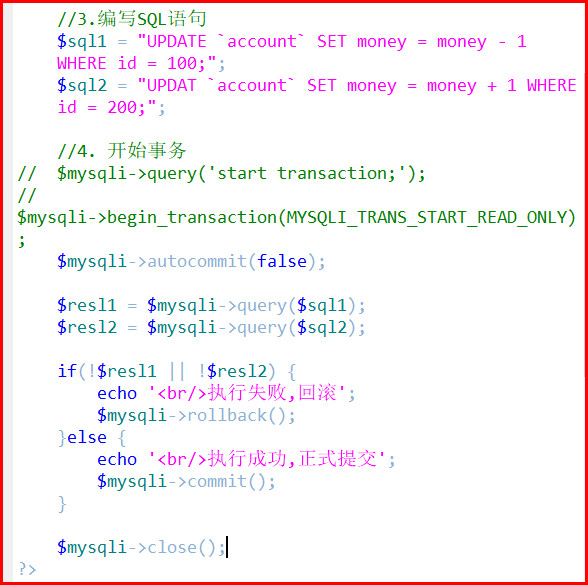 //3.编写SQL语句
$sql1 = "UPDATE `account` SET money = money - 1
WHERE id = 100;";
$sql2 = "UPDAT `account` SET money = money + 1 WHERE
id = 200;";
//4. 开始事务
//  $mysqli->query('start transaction;');
//
$mysqli->begin_transaction(MYSQLI_TRANS_START_READ_ONLY)
;
$mysqli->autocommit(false);
$resl1 = $mysqli->query($sql1);
$resl2 = $mysqli->query($sql2);
if(!$resl1 || !$resl2) {
echo '<br/>执行失败,回滚';
$mysqli->rollback();
}else {
echo '<br/>执行成功,正式提交';
$mysqli->commit();
}
$mysqli->close();
?>